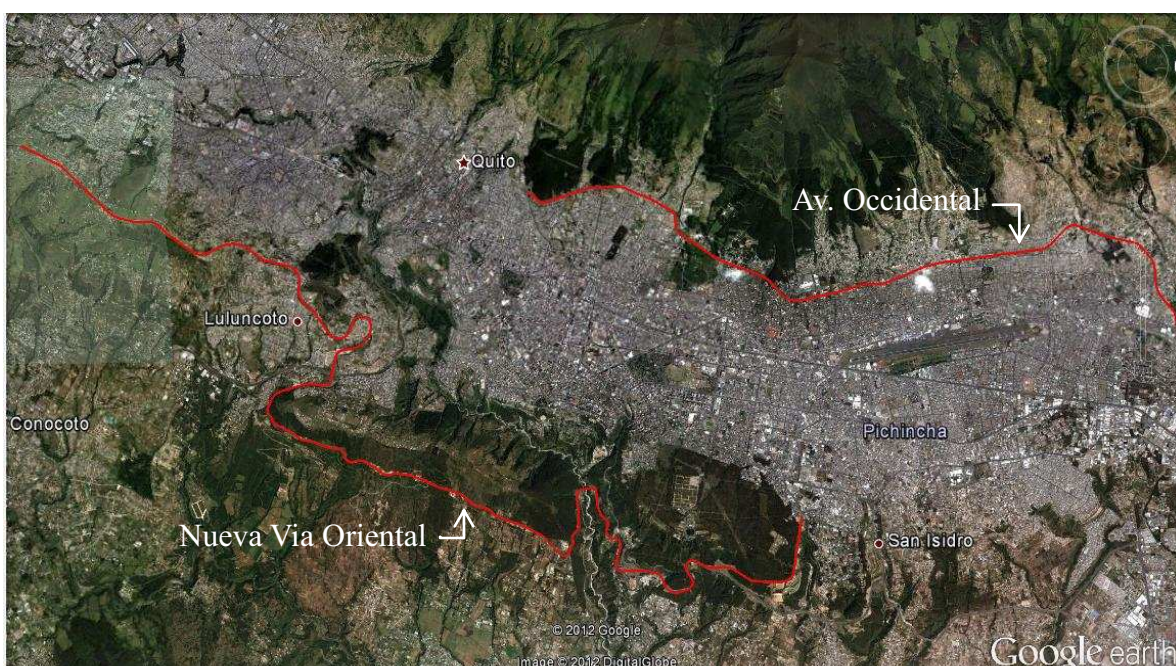 Quito
Av. Occidental
Luluncoto
Conocoto
Pichincha
Nueva Via Oriental
San Isidro
© 2012 Google
Image © 2012 DigitalGlobe
Google earth